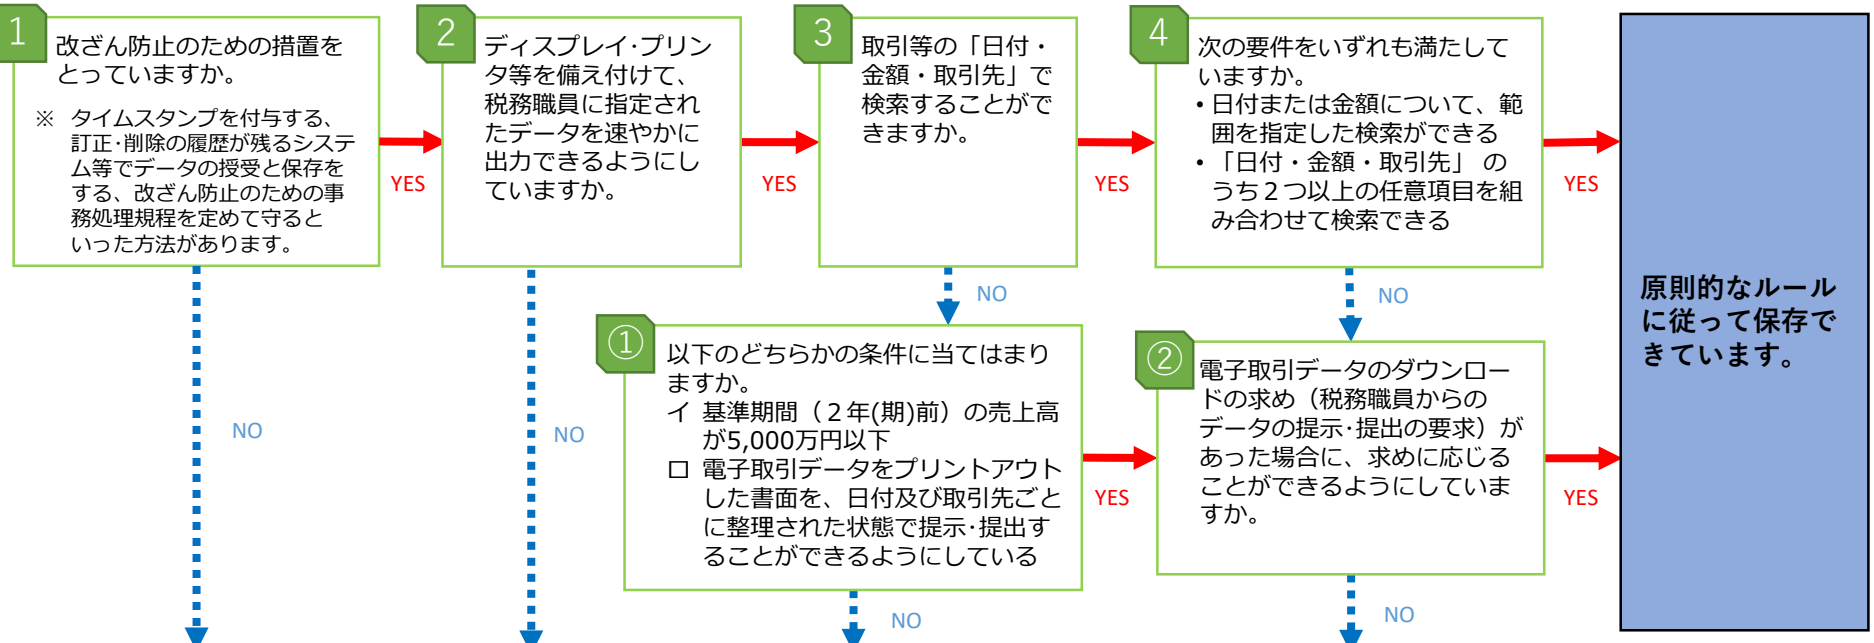 1
改ざん防止のための措置を
とっていますか。
※ タイムスタンプを付与する、
訂正･削除の履歴が残るシステ
ム等でデータの授受と保存を
する、改ざん防止のための事
務処理規程を定めて守ると
いった方法があります。
YES
NO
2
ディスプレイ･プリン
タ等を備え付けて、
税務職員に指定され
たデータを速やかに
出力できるようにし
ていますか。
YES
NO
3
取引等の「日付・
金額・取引先」で
検索することがで
きますか。
YES
NO
4
次の要件をいずれも満たして
いますか。
・日付または金額について、範
囲を指定した検索ができる
・「日付・金額・取引先」 の
うち２つ以上の任意項目を組
み合わせて検索できる
YES
NO
①
以下のどちらかの条件に当てはまり
ますか。
イ 基準期間（２年(期)前）の売上高
が5,000万円以下
ロ 電子取引データをプリントアウト
した書面を、日付及び取引先ごと
に整理された状態で提示･提出す
ることができるようにしている
YES
NO
②
電子取引データのダウンロー
ドの求め（税務職員からの
データの提示･提出の要求）が
あった場合に、求めに応じる
ことができるようにしていま
すか。
YES
NO
原則的なルール
に従って保存で
きています。